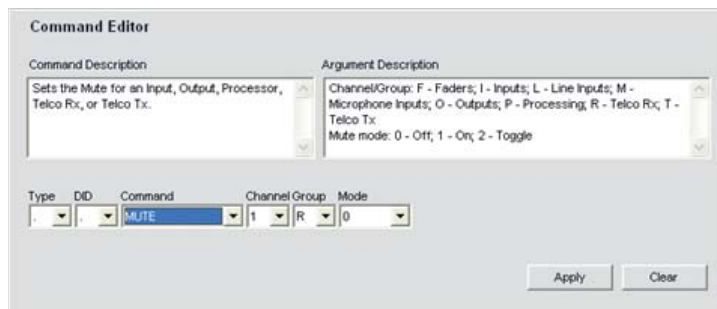 Command Editor
Command Description
Sets the Mute for an Input, Output, Processor,
Telco Rx, or Telco Tx.
Argument Description
Channel/Group: F - Faders; I - Inputs; L - Line Inputs; M -
Microphone Inputs; O - Outputs; P - Processing; R - Telco Rx; T -
Telco Tx
Mute mode: 0 - Off; 1 - On; 2 - Toggle
Type DID Command Channel Group Mode
. . MUTE 1 R 0
Apply Clear